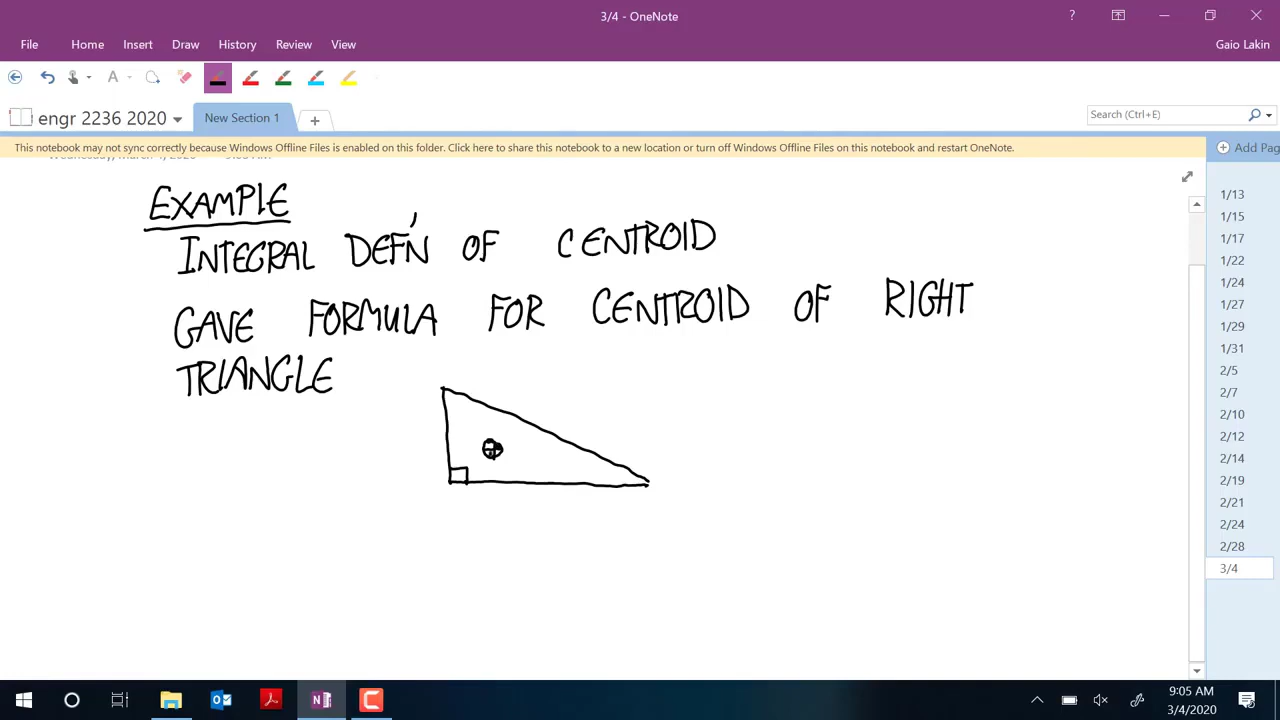 3/4 - OneNote
?
File Home Insert Draw History Review View
Gaio Lakin
A
engr 2236 2020
New Section 1
Search (Ctrl+E)
This notebook may not sync correctly because Windows Offline Files is enabled on this folder. Click here to share this notebook to a new location or turn off Windows Offline Files on this notebook and restart OneNote.
Add Pag
EXAMPLE
INTEGRAL DEF'N OF CENTROID
GAVE FORMULA FOR CENTROID OF RIGHT
TRIANGLE
1/13
1/15
1/17
1/22
1/24
1/27
1/29
1/31
2/5
2/7
2/10
2/12
2/14
2/19
2/21
2/24
2/28
3/4
9:05 AM
3/4/2020